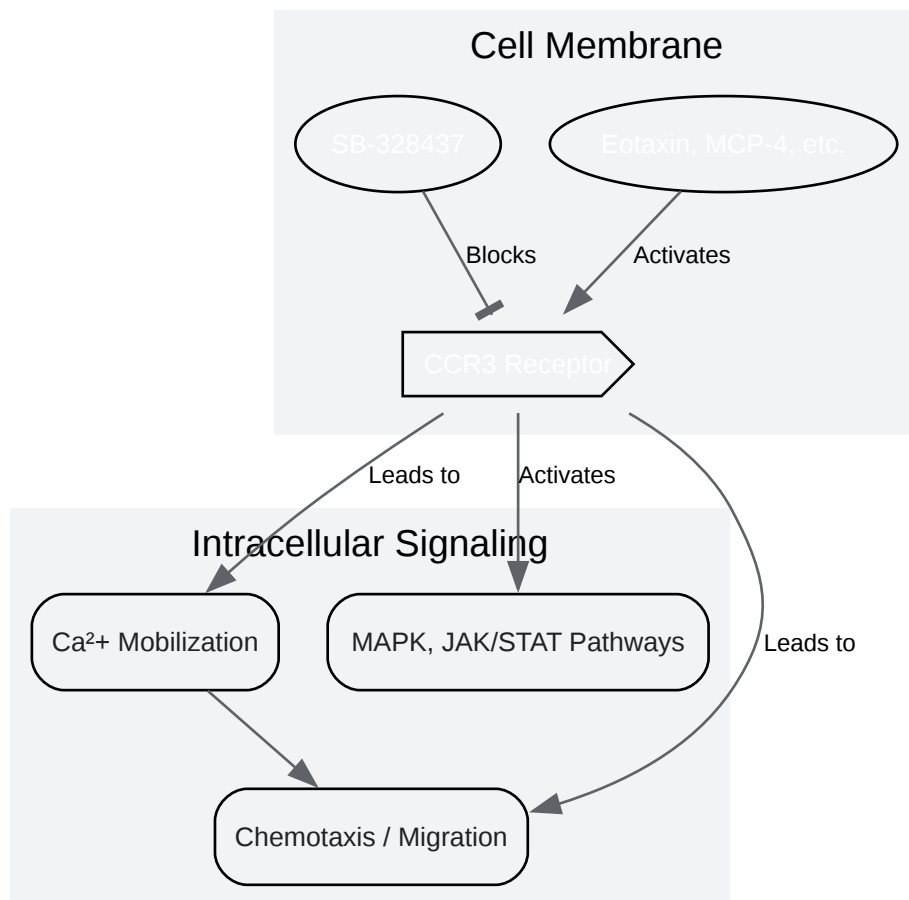 Cell Membrane
SB-328437
Eotaxin, MCP-4, etc.
Blocks
Activates
CCR3 Receptor
Leads to
Activates
Intracellular Signaling
Ca²+ Mobilization
MAPK, JAK/STAT Pathways
Leads to
Chemotaxis / Migration